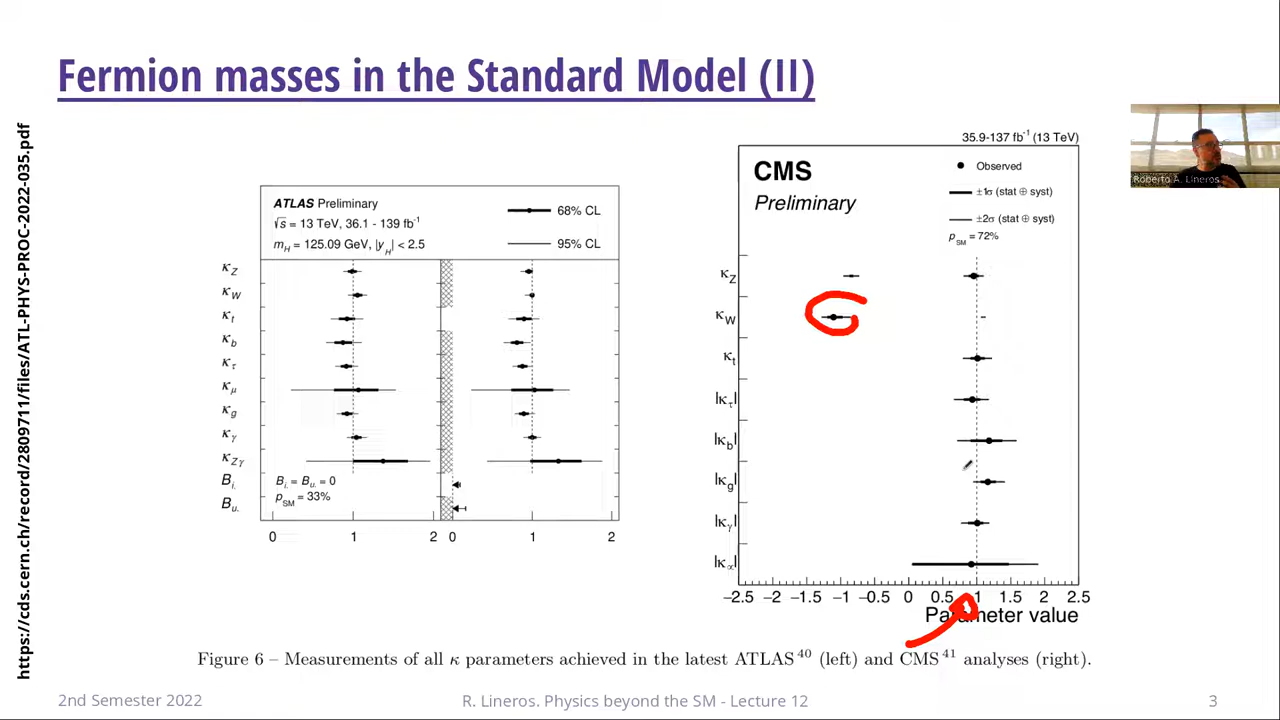 Fermion masses in the Standard Model (II)
https://cds.cern.ch/record/2809711/files/ATL-PHYS-PROC-2022-035.pdf
ATLAS Preliminary
√s = 13 TeV, 36.1 - 139 fb⁻¹
m_H = 125.09 GeV, |y_H| < 2.5
68% CL
95% CL
κ_Z
κ_W
κ_t
κ_b
κ_τ
κ_μ
κ_g
κ_γ
κ_Zγ
B_i.
B_u.
B_i. = B_u. = 0
p_SM = 33%
0 1 2 0 1 2
35.9-137 fb⁻¹ (13 TeV)
CMS
Preliminary
Observed
±1σ (stat ⊕ syst)
±2σ (stat ⊕ syst)
p_SM = 72%
κ_Z
κ_W
κ_t
|κ_τ|
|κ_b|
|κ_g|
|κ_γ|
−2.5 −2 −1.5 −1 −0.5 0 0.5 1 1.5 2 2.5
Parameter value
Figure 6 – Measurements of all κ parameters achieved in the latest ATLAS⁴⁰ (left) and CMS⁴¹ analyses (right).
Roberto A. Lineros
2nd Semester 2022
R. Lineros. Physics beyond the SM - Lecture 12
3